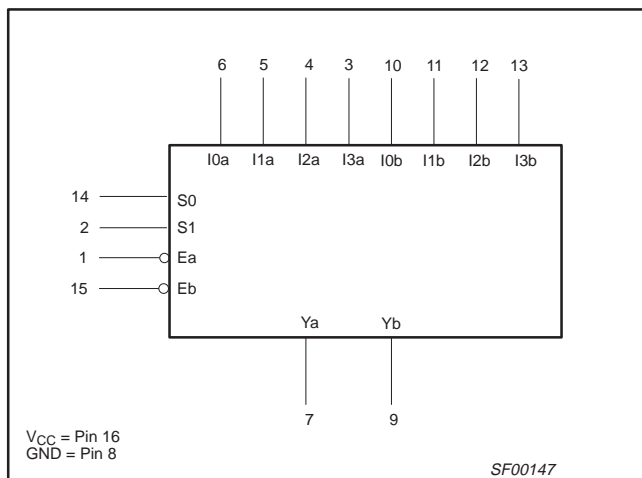 6 5 4 3 10 11 12 13
I0a I1a I2a I3a I0b I1b I2b I3b
14 S0
2 S1
1 Ea
15 Eb
Ya Yb
7 9
VCC = Pin 16
GND = Pin 8
SF00147